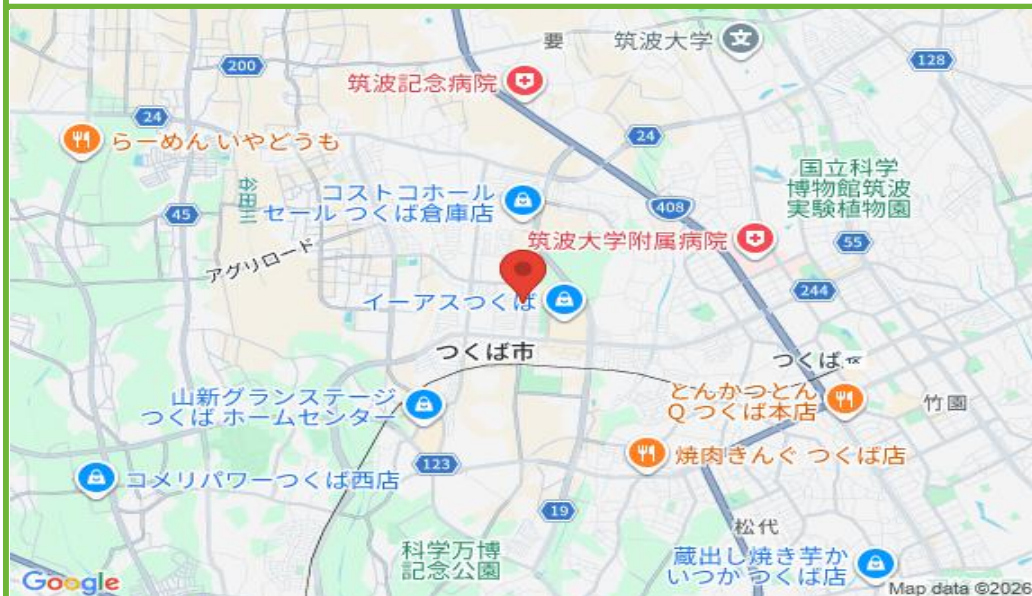 要
筑波大学
128
200
筑波記念病院
24
24
らーめん いやどうも
国立科学
博物館筑波
実験植物園
谷田川
コストコホール
セール つくば倉庫店
45
408
筑波大学附属病院
55
アグリロード
244
イーアスつくば
つくば市
つくば
とんかつとん
Q つくば本店
竹園
山新グランステージ
つくば ホームセンター
焼肉きんぐ つくば店
123
コメリパワーつくば西店
19
松代
科学万博
記念公園
蔵出し焼き芋か
いつか つくば店
Google
Map data ©2026